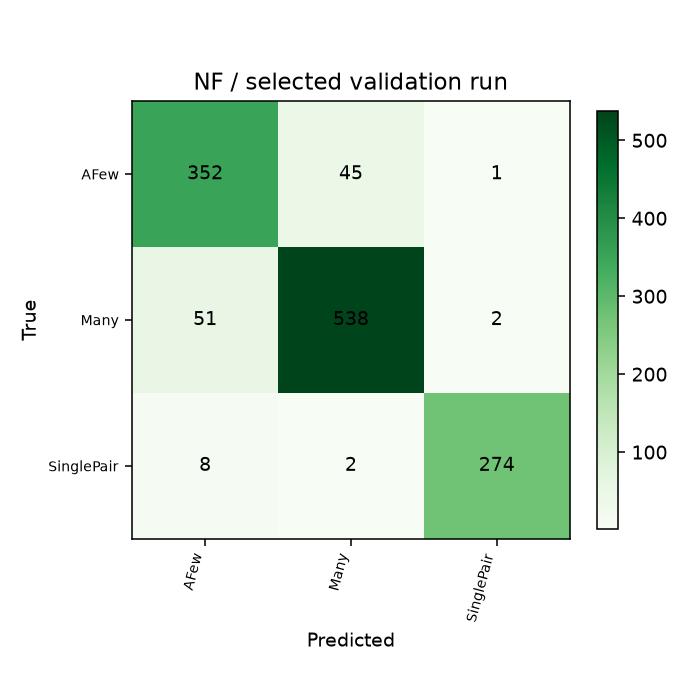 NF / selected validation run
AFew 352 45 1
Many 51 538 2
SinglePair 8 2 274
AFew Many SinglePair
Predicted
True
500
400
300
200
100